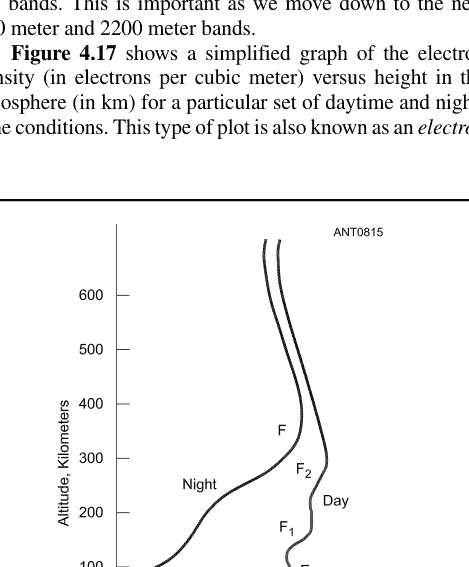 bands. This is important as we move down to the ne
0 meter and 2200 meter bands.
Figure 4.17 shows a simplified graph of the electro
nsity (in electrons per cubic meter) versus height in th
osphere (in km) for a particular set of daytime and nigh
ne conditions. This type of plot is also known as an electro
ANT0815
600
500
400
F
300
F2
Night
Day
200
F1
100
Altitude, Kilometers